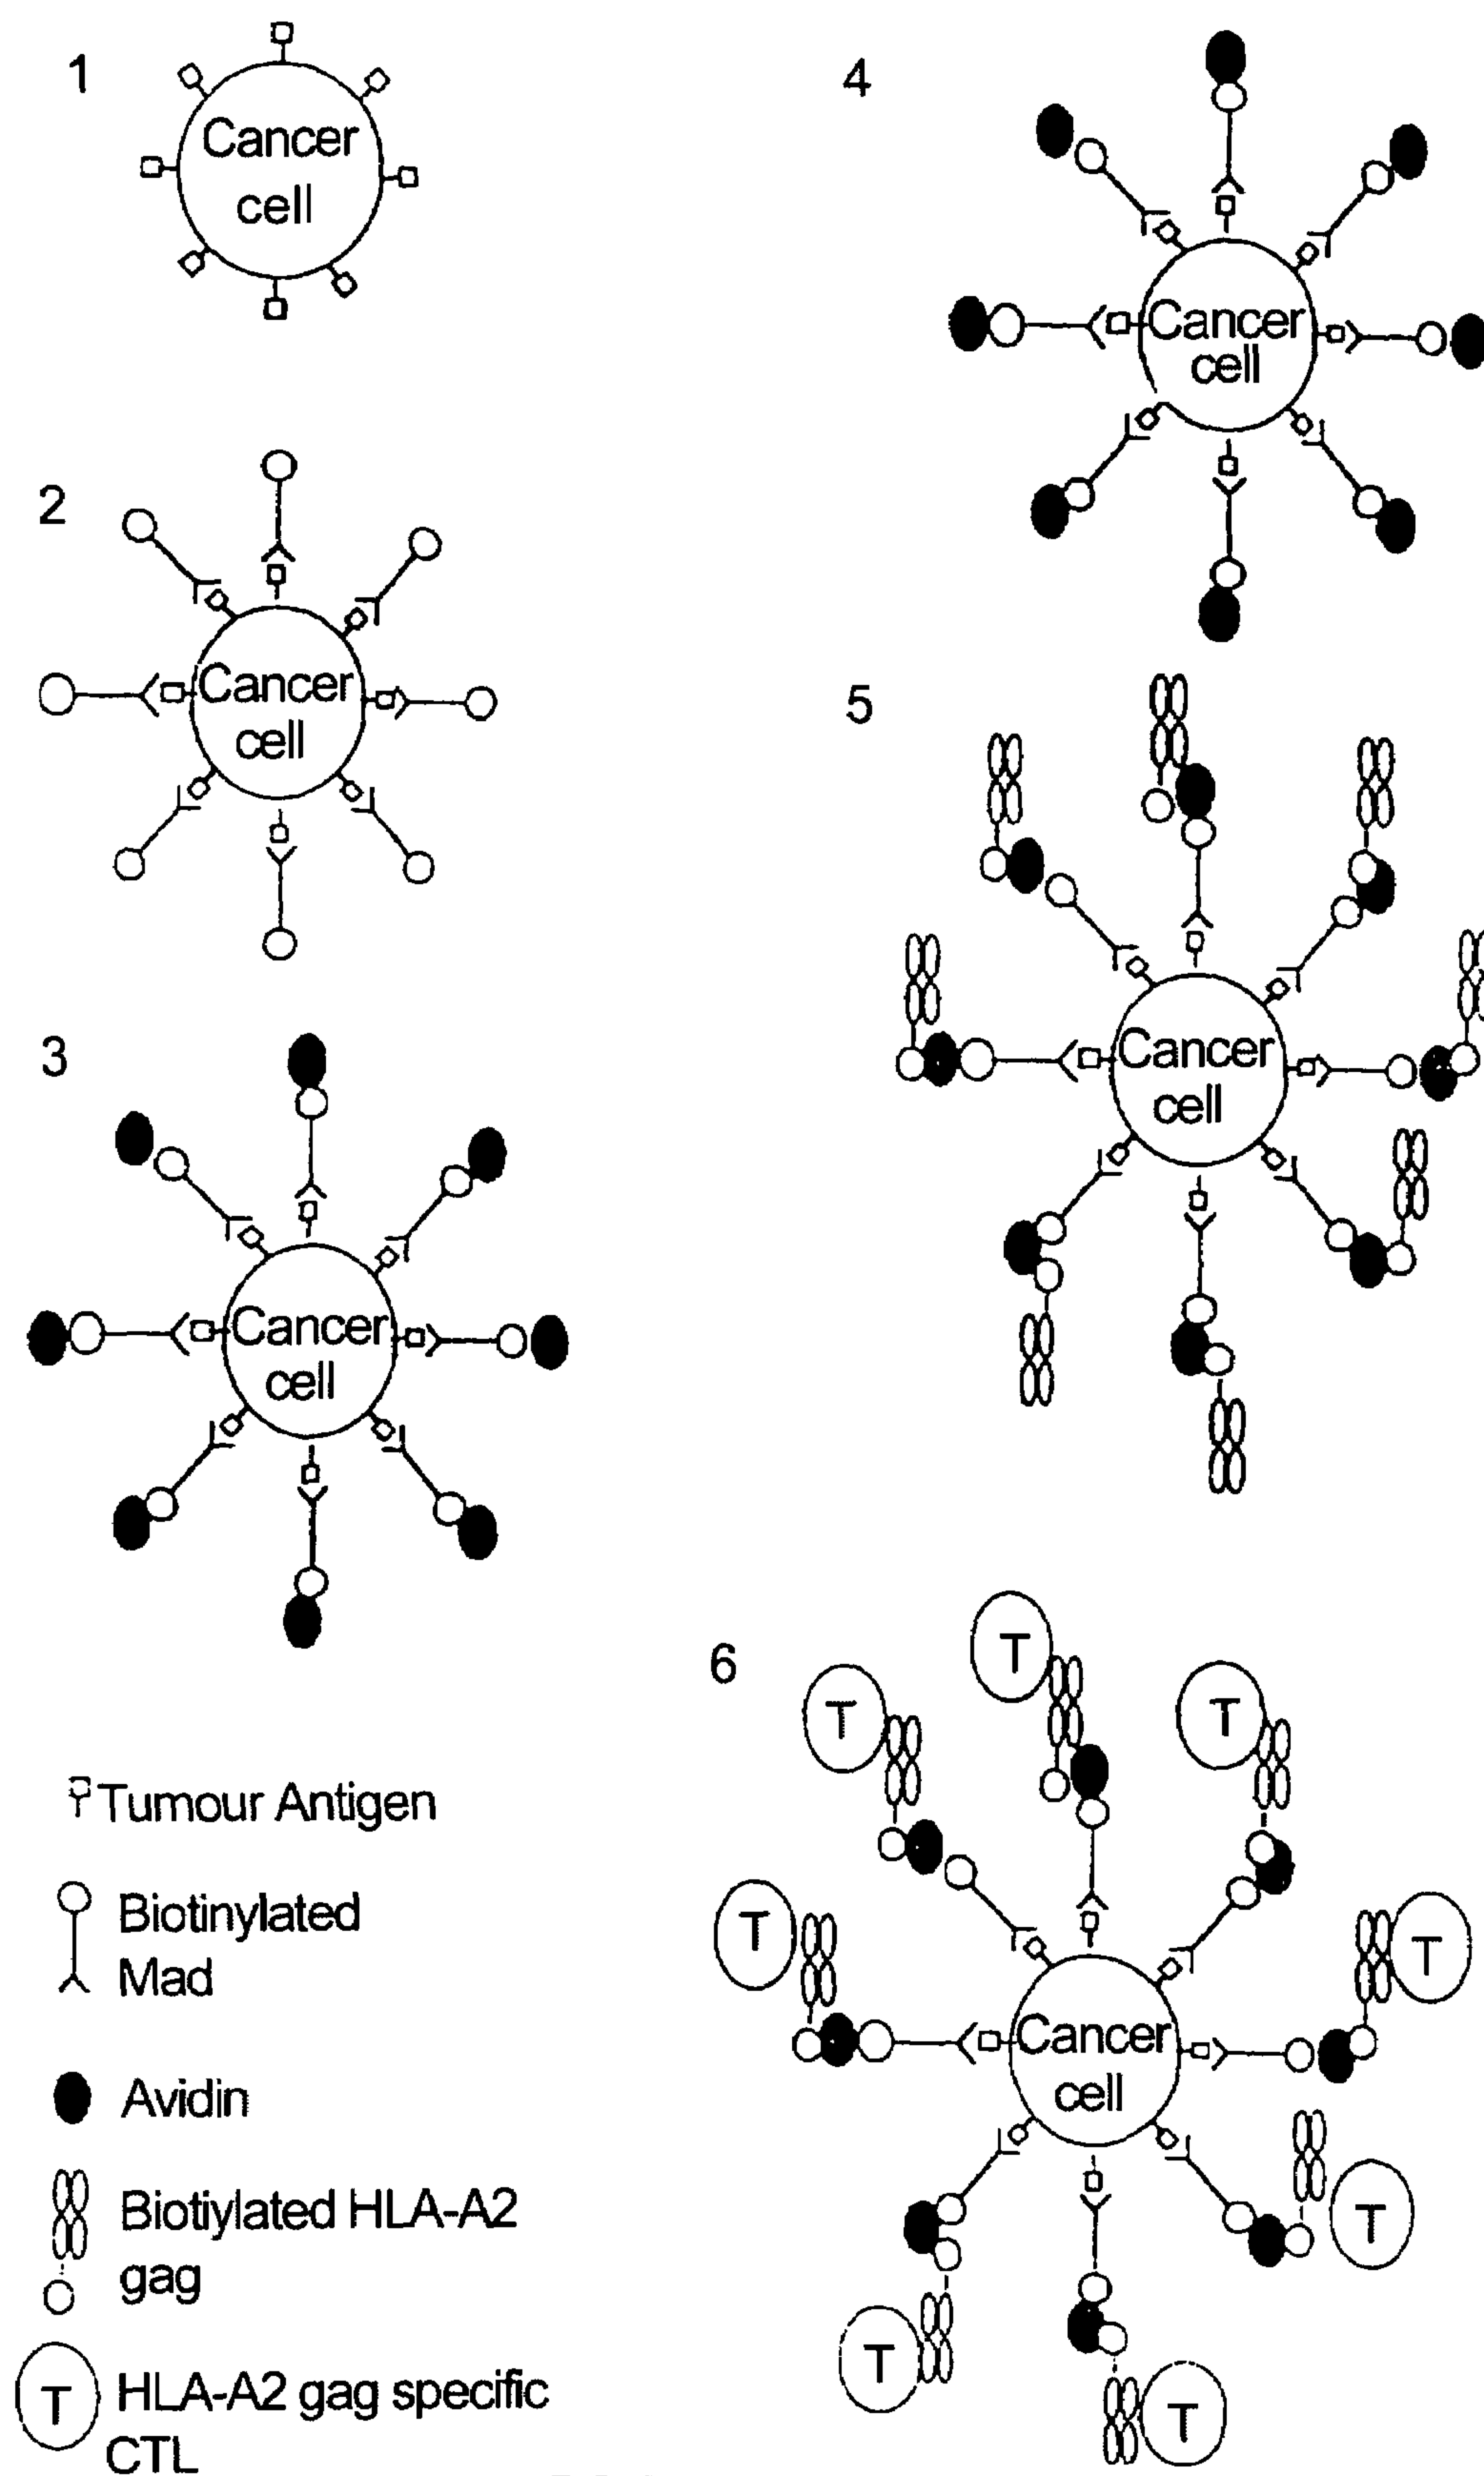 1
Cancer
cell
2
Cancer
cell
3
Cancer
cell
4
Cancer
cell
5
Cancer
cell
6
T
T
T
T
T
T
T
T
Cancer
cell
Tumour Antigen
Biotinylated
Mad
Avidin
Biotiylated HLA-A2
gag
T
HLA-A2 gag specific
CTL